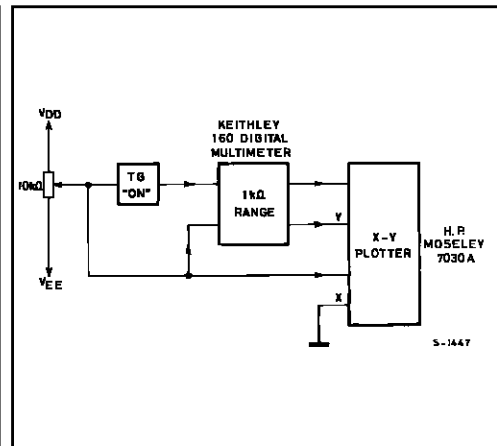 VDD
KEITHLEY
160 DIGITAL
MULTIMETER
10kΩ
TG
"ON"
1kΩ
RANGE
Y
X-Y
PLOTTER
H.P.
MOSELEY
7030A
VEE
X
S-1447